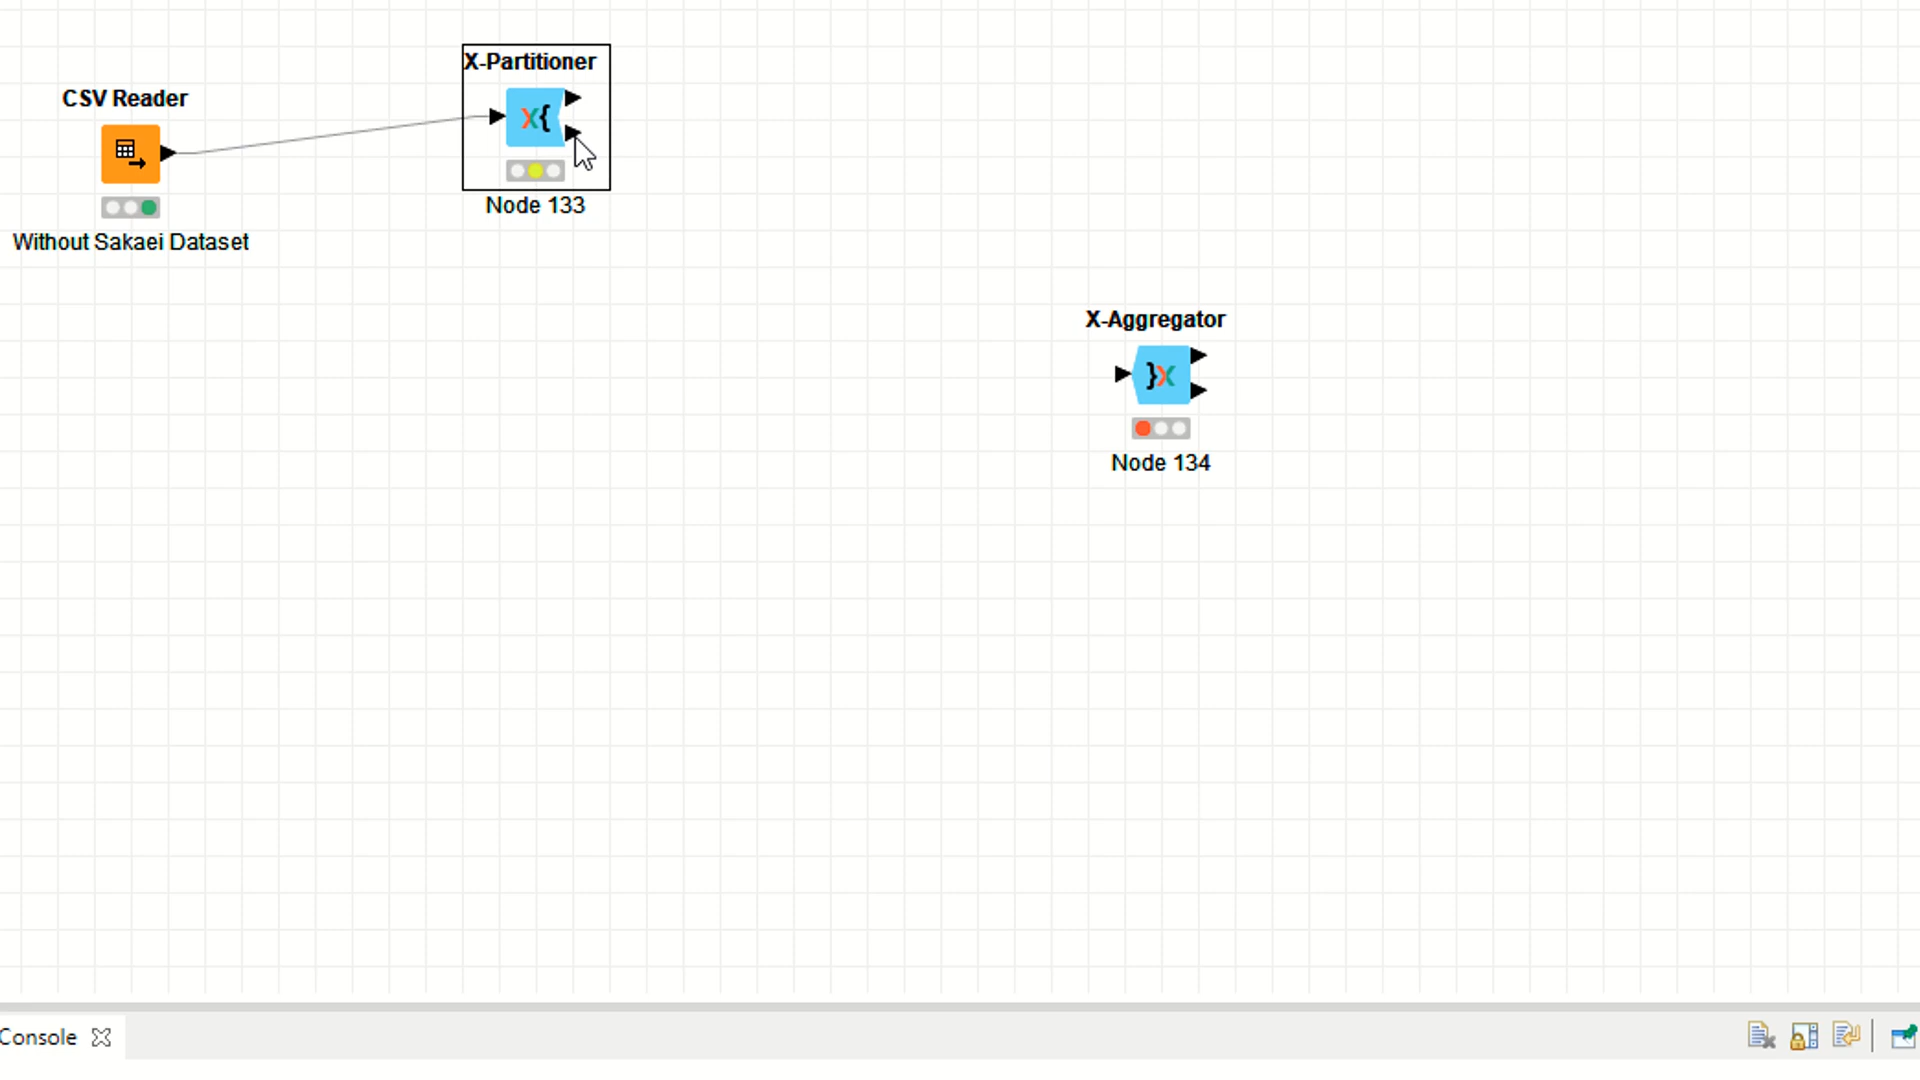 X-Partitioner
CSV Reader
X{
Node 133
Without Sakaei Dataset
X-Aggregator
}X
Node 134
Console